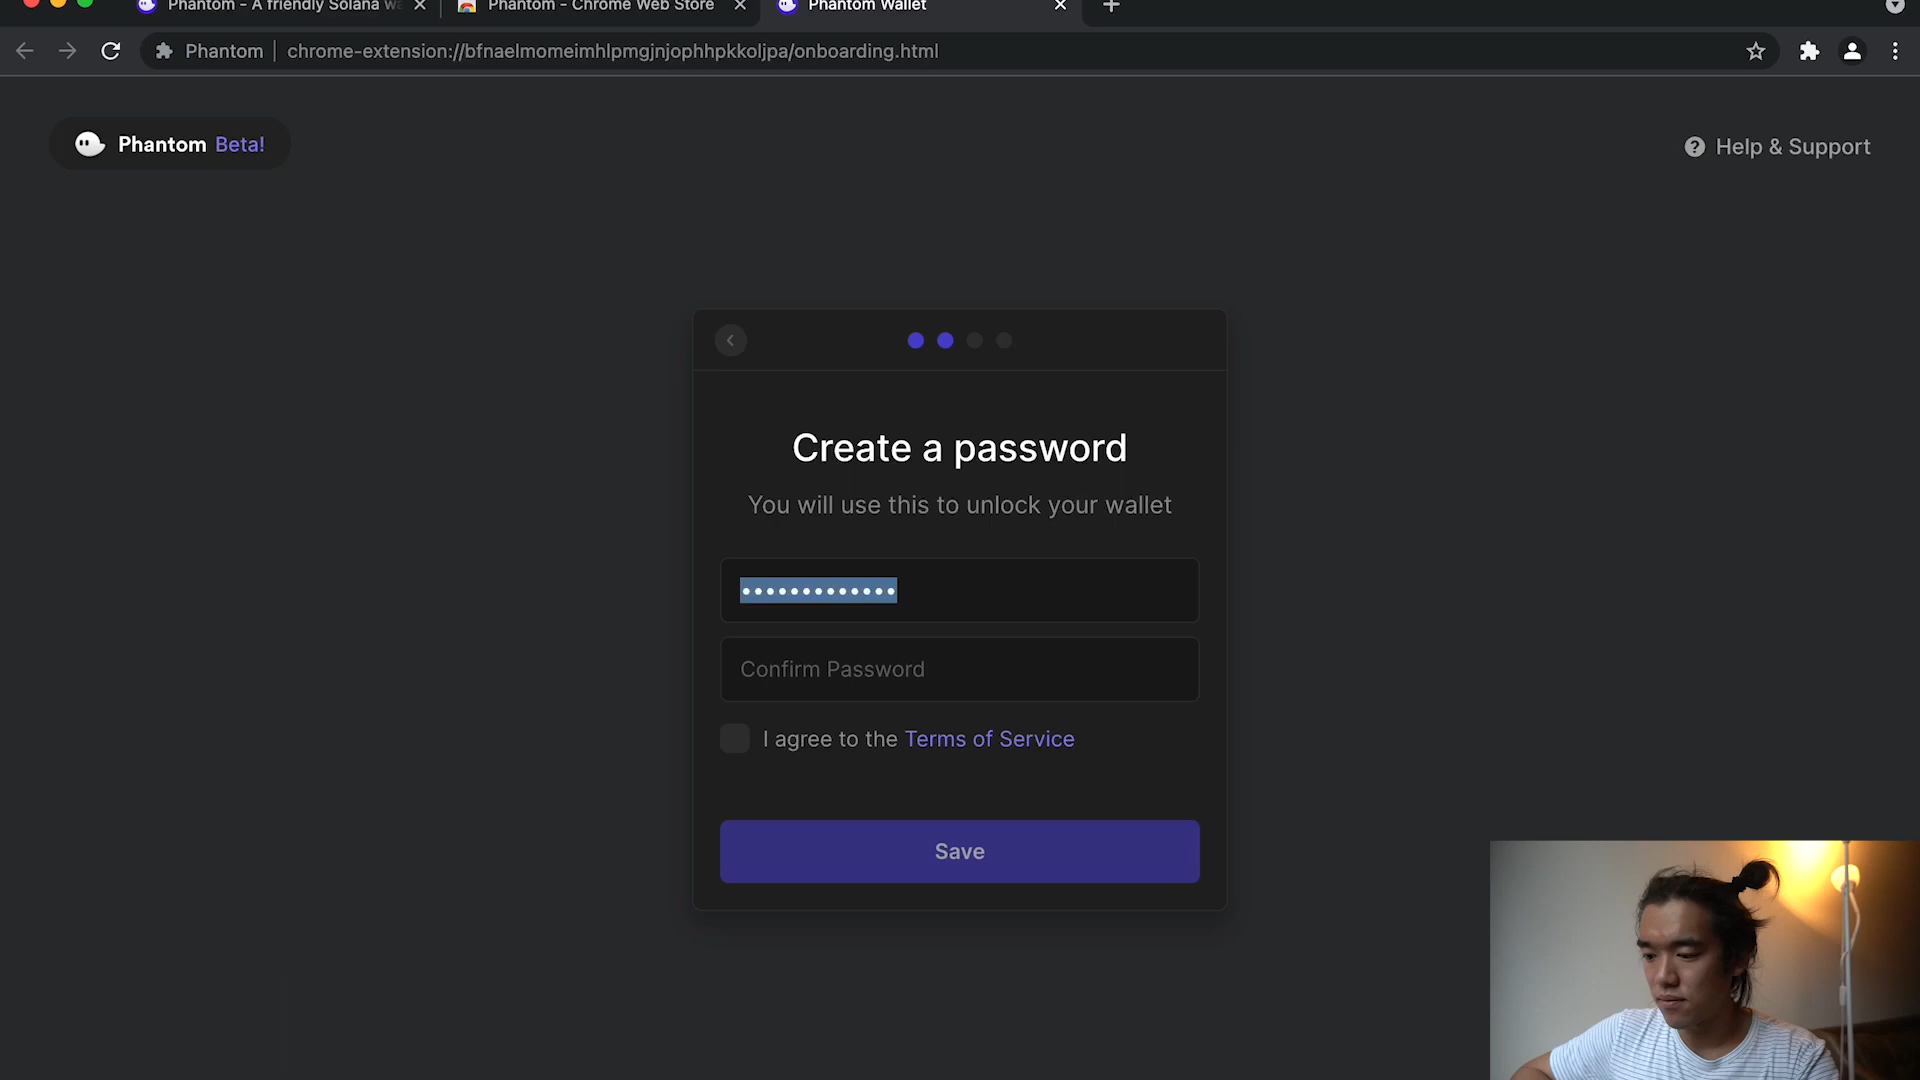 Phantom - A friendly Solana wa
Phantom - Chrome Web Store
Phantom Wallet
Phantom
chrome-extension://bfnaelmomeimhlpmgjnjophhpkkoljpa/onboarding.html
Phantom Beta!
Help & Support
Create a password
You will use this to unlock your wallet
Confirm Password
I agree to the Terms of Service
Save